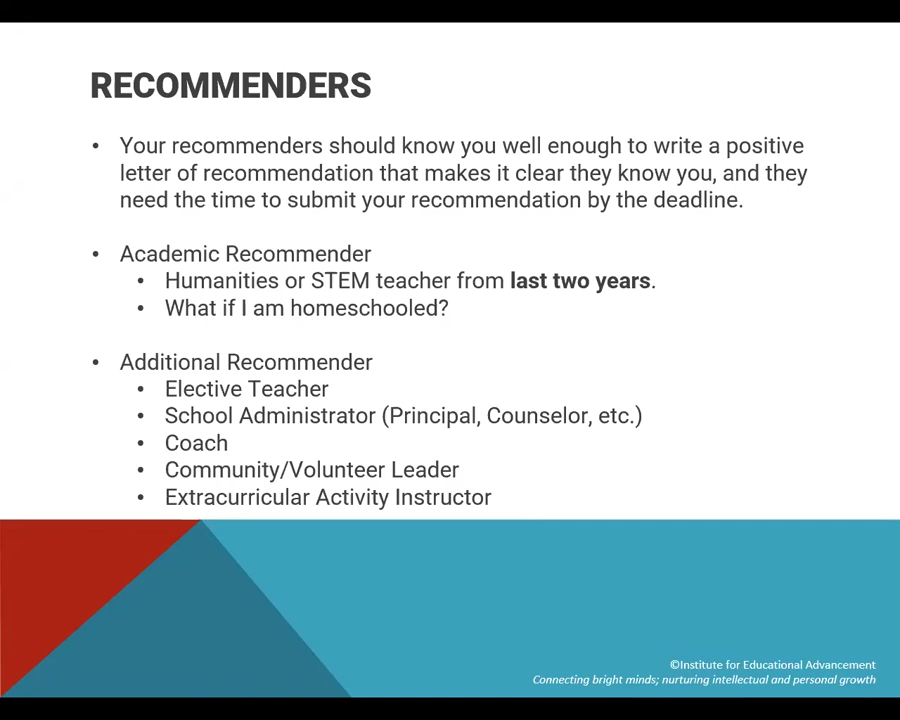 RECOMMENDERS
• Your recommenders should know you well enough to write a positive
letter of recommendation that makes it clear they know you, and they
need the time to submit your recommendation by the deadline.
• Academic Recommender
• Humanities or STEM teacher from last two years.
• What if I am homeschooled?
• Additional Recommender
• Elective Teacher
• School Administrator (Principal, Counselor, etc.)
• Coach
• Community/Volunteer Leader
• Extracurricular Activity Instructor
©Institute for Educational Advancement
Connecting bright minds; nurturing intellectual and personal growth